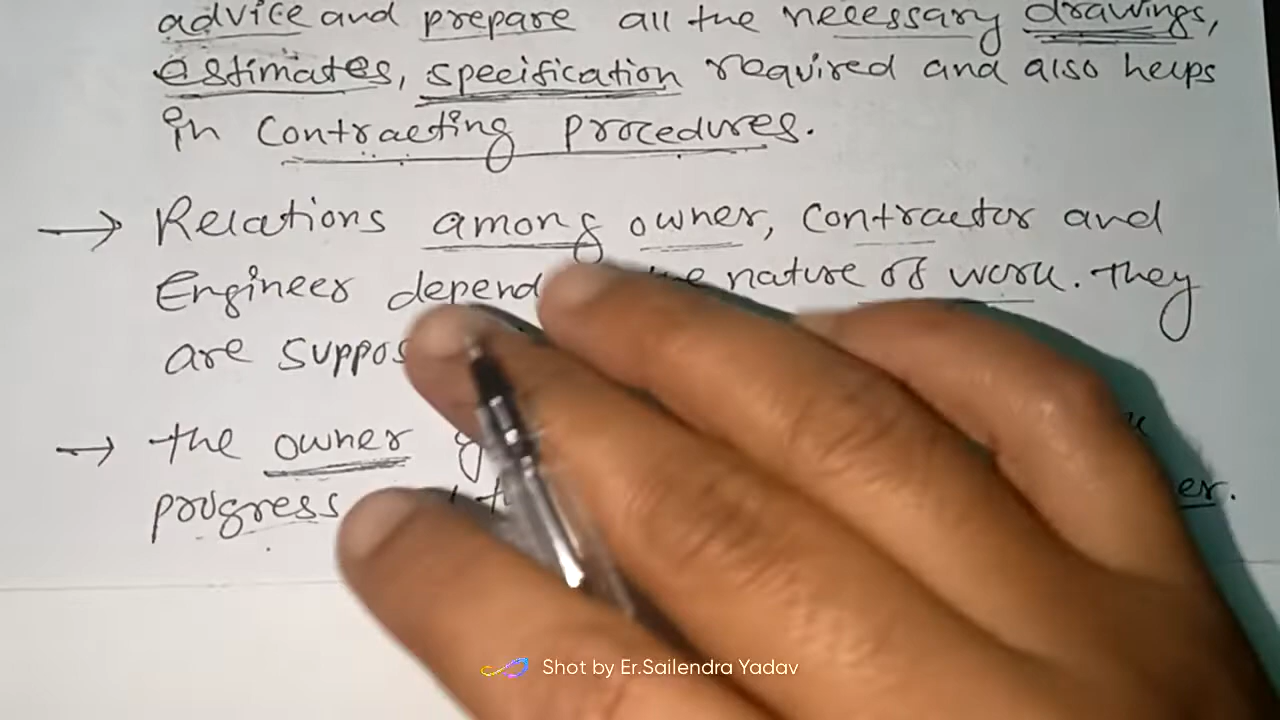 advice and prepare all the necessary drawings,
estimates, specification required and also helps
in contracting procedures.
→ Relations among owner, contractor and
Engineer depend nature of work. They
are
→ the owner
progress
Shot by Er.Sailendra Yadav